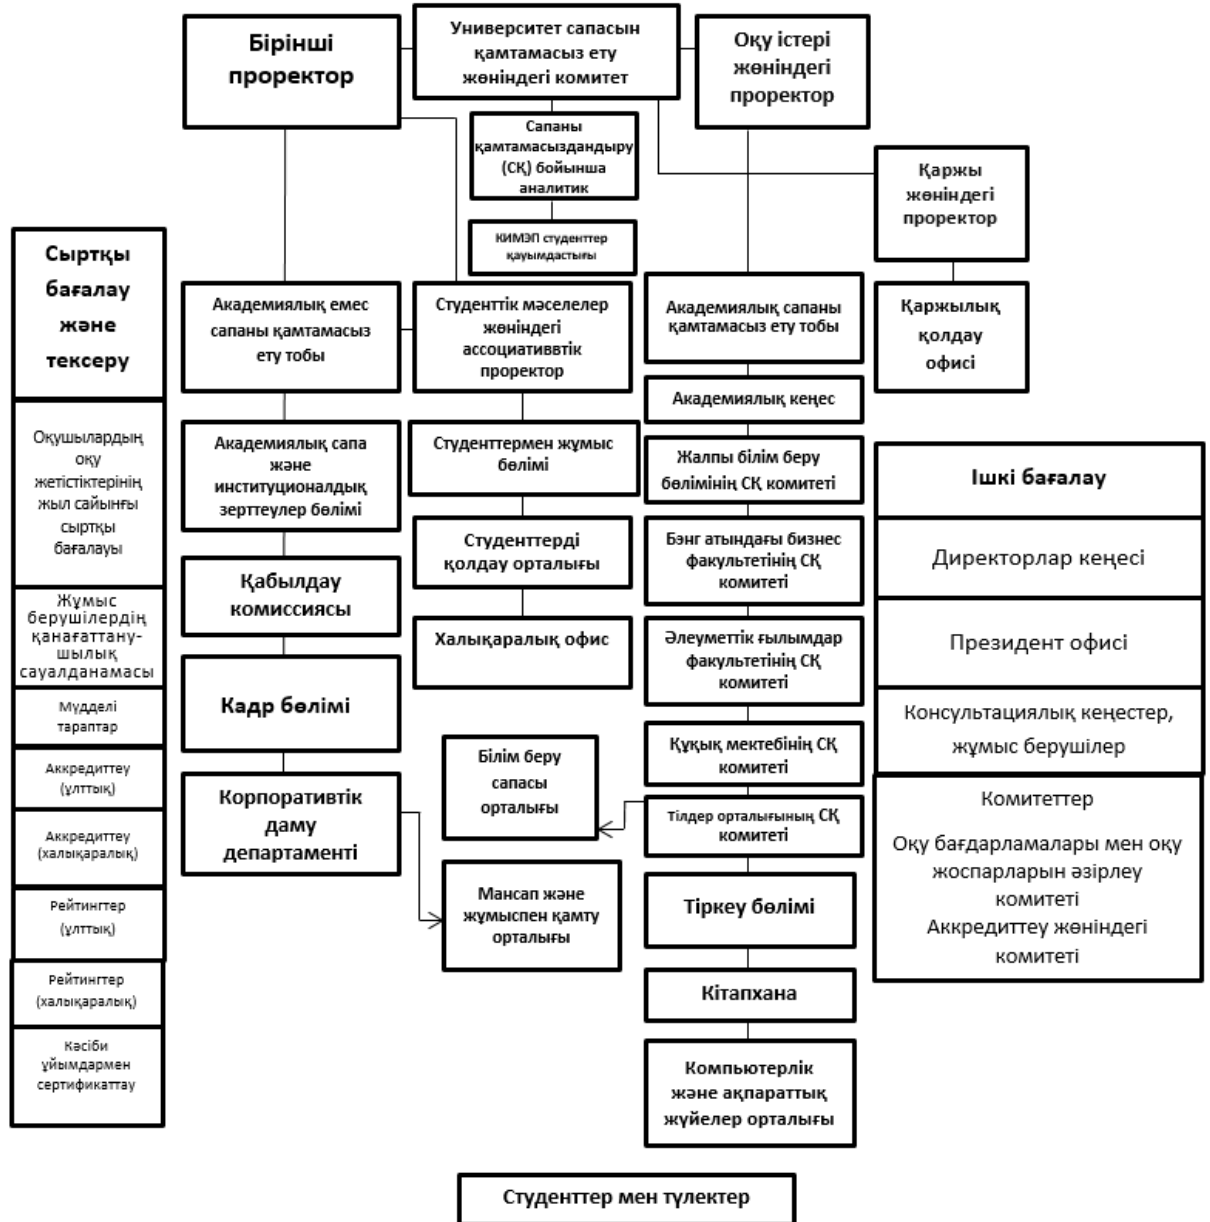 Бірінші
проректор
Университет сапасын
қамтамасыз ету
жөніндегі комитет
Оқу істері
жөніндегі
проректор
Сапаны
қамтамасыздандыру
(СҚ) бойынша
аналитик
Қаржы
жөніндегі
проректор
КИМЭП студенттер
қауымдастығы
Сыртқы
бағалау
және
тексеру
Академиялық емес
сапаны қамтамасыз
ету тобы
Студенттік мәселелер
жөніндегі
ассоциативвтік
проректор
Академиялық сапаны
қамтамасыз ету тобы
Қаржылық
қолдау
офисі
Академиялық кеңес
Оқушылардың
оқу
жетістіктерінің
жыл сайынғы
сыртқы
бағалауы
Академиялық сапа
және
институционалдық
зерттеулер бөлімі
Студенттермен жұмыс
бөлімі
Жалпы білім беру
бөлімінің СҚ комитеті
Ішкі бағалау
Студенттерді
қолдау орталығы
Бэнг атындағы бизнес
факультетінің СҚ
комитеті
Директорлар кеңесі
Қабылдау
комиссиясы
Жұмыс
берушілердің
қанағаттану-
шылық
сауалданамасы
Халықаралық офис
Әлеуметтік ғылымдар
факультетінің СҚ
комитеті
Президент офисі
Кадр бөлімі
Мүдделі
тараптар
Консультациялық кеңестер,
жұмыс берушілер
Құқық мектебінің СҚ
комитеті
Білім беру
сапасы
орталығы
Аккредиттеу
(ұлттық)
Корпоративтік
даму
департаменті
Тілдер орталығының СҚ
комитеті
Комитеттер
Оқу бағдарламалары мен оқу
жоспарларын әзірлеу
комитеті
Аккредиттеу жөніндегі
комитеті
Аккредиттеу
(халықаралық)
Мансап және
жұмыспен қамту
орталығы
Тіркеу бөлімі
Рейтингтер
(ұлттық)
Рейтингтер
(халықаралық)
Кітапхана
Кәсіби
ұйымдармен
сертификаттау
Компьютерлік
және ақпараттық
жүйелер орталығы
Студенттер мен түлектер